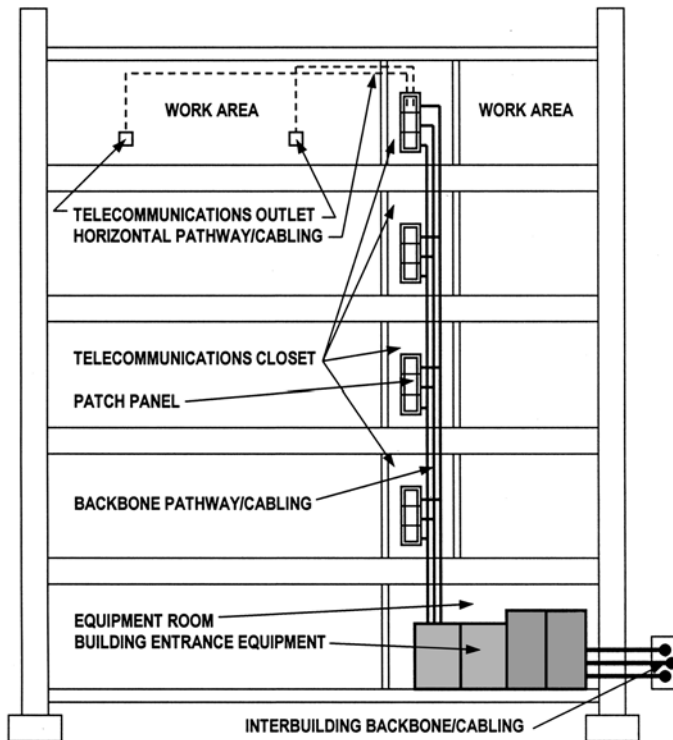 WORK AREA
WORK AREA
TELECOMMUNICATIONS OUTLET
HORIZONTAL PATHWAY/CABLING
TELECOMMUNICATIONS CLOSET
PATCH PANEL
BACKBONE PATHWAY/CABLING
EQUIPMENT ROOM
BUILDING ENTRANCE EQUIPMENT
INTERBUILDING BACKBONE/CABLING